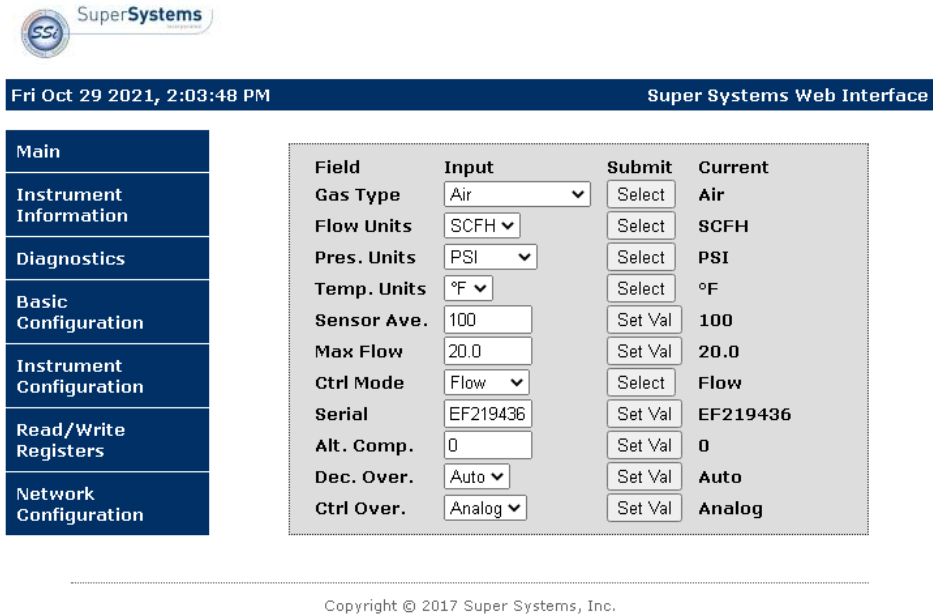 SSi
SuperSystems
incorporated
Fri Oct 29 2021, 2:03:48 PM Super Systems Web Interface
Main
Instrument
Information
Diagnostics
Basic
Configuration
Instrument
Configuration
Read/Write
Registers
Network
Configuration
Field Input Submit Current
Gas Type Air Select Air
Flow Units SCFH Select SCFH
Pres. Units PSI Select PSI
Temp. Units °F Select °F
Sensor Ave. 100 Set Val 100
Max Flow 20.0 Set Val 20.0
Ctrl Mode Flow Select Flow
Serial EF219436 Set Val EF219436
Alt. Comp. 0 Set Val 0
Dec. Over. Auto Set Val Auto
Ctrl Over. Analog Set Val Analog
Copyright © 2017 Super Systems, Inc.